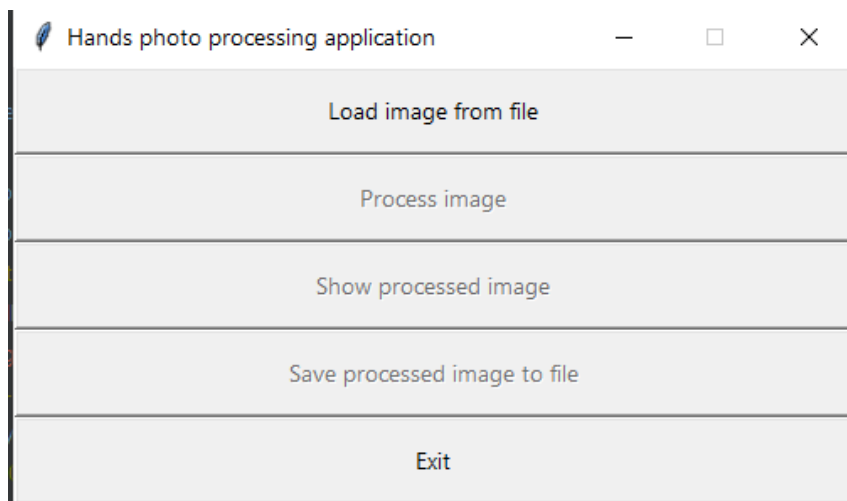 Hands photo processing application
Load image from file
Process image
Show processed image
Save processed image to file
Exit